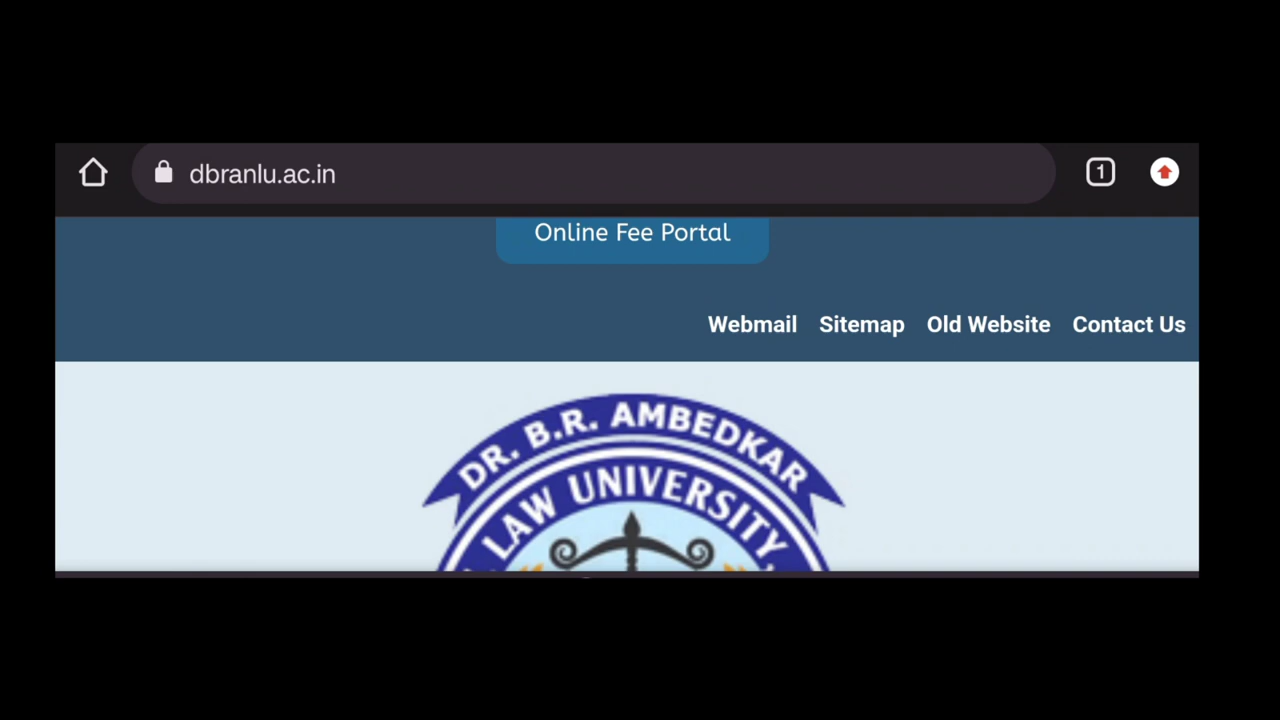 dbranlu.ac.in
1
Online Fee Portal
Webmail Sitemap Old Website Contact Us
DR. B.R. AMBEDKAR
LAW UNIVERSITY,